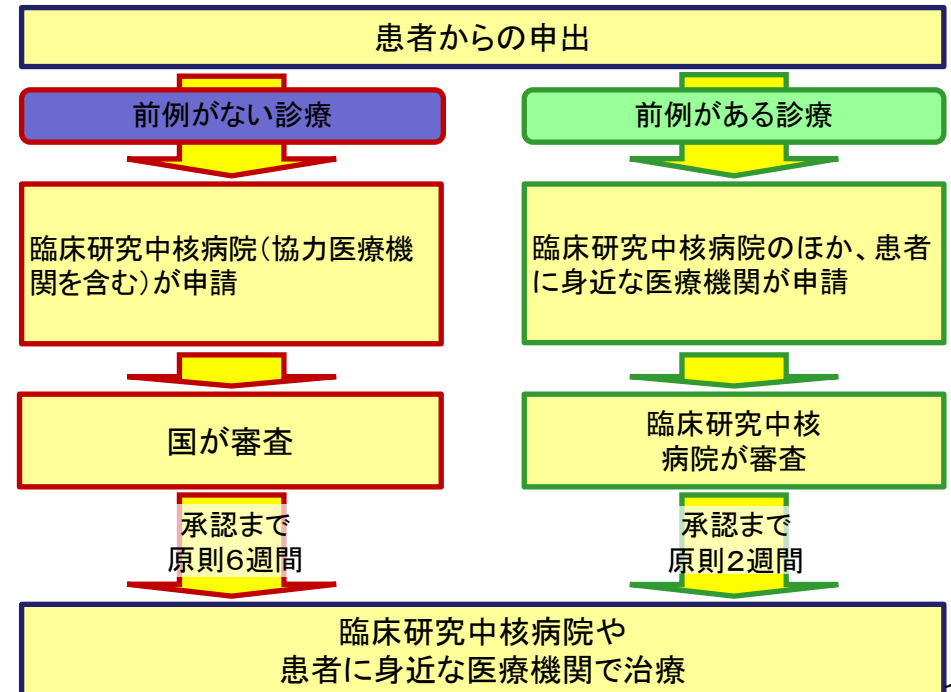 患者からの申出
前例がない診療
前例がある診療
臨床研究中核病院(協力医療機
関を含む)が申請
臨床研究中核病院のほか、患者
に身近な医療機関が申請
国が審査
臨床研究中核
病院が審査
承認まで
原則6週間
承認まで
原則2週間
臨床研究中核病院や
患者に身近な医療機関で治療